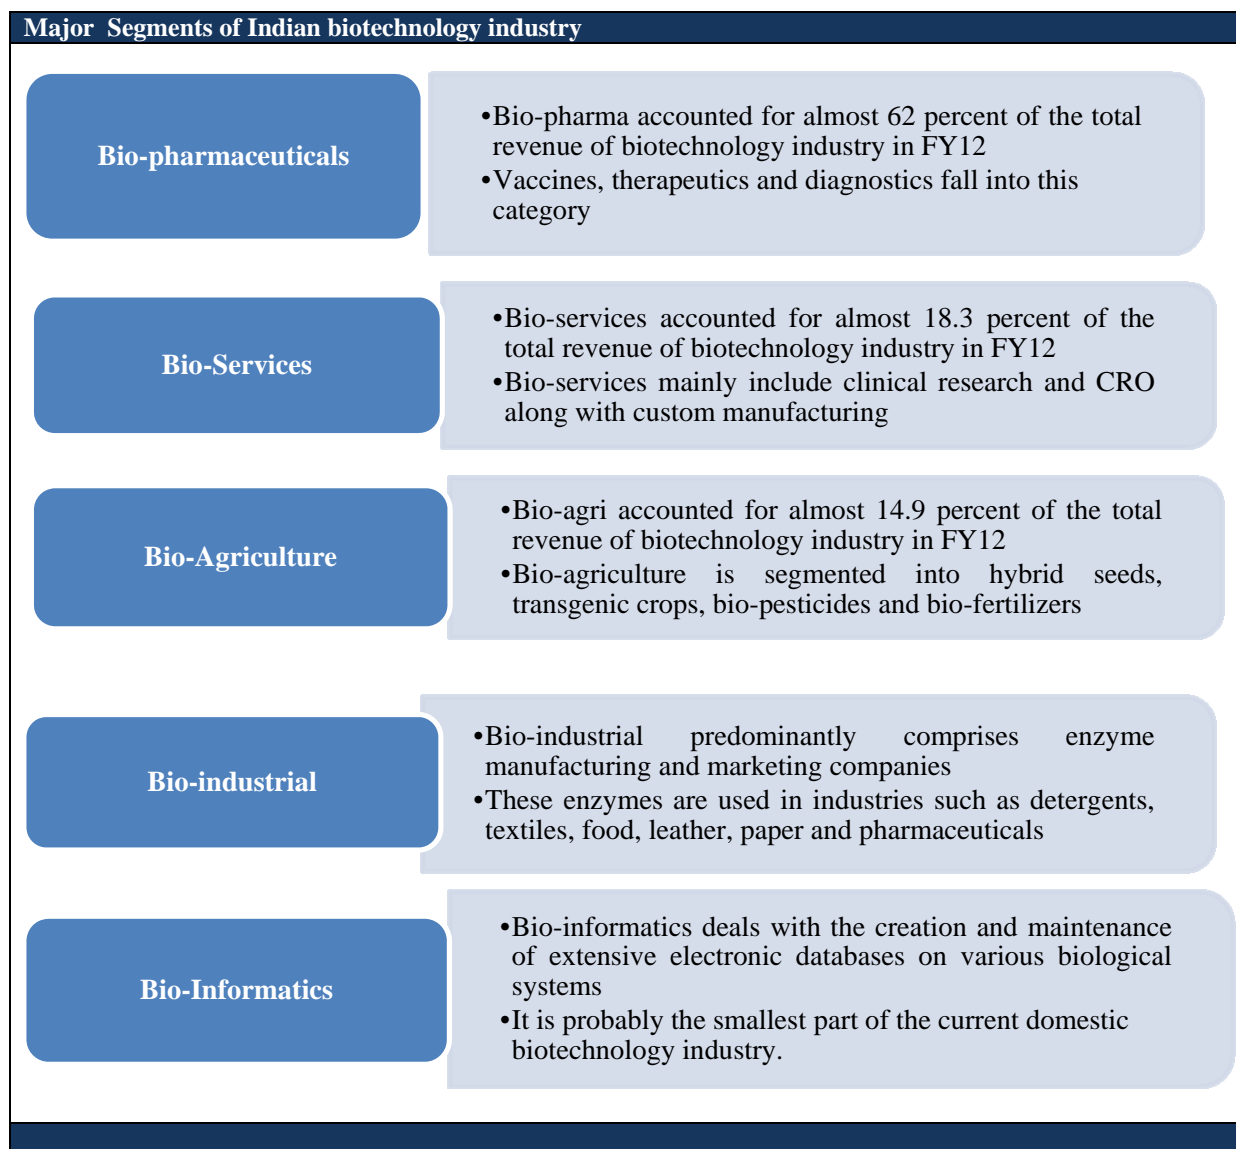 Major Segments of Indian biotechnology industry
Bio-pharmaceuticals
•Bio-pharma accounted for almost 62 percent of the total
revenue of biotechnology industry in FY12
•Vaccines, therapeutics and diagnostics fall into this
category
Bio-Services
•Bio-services accounted for almost 18.3 percent of the
total revenue of biotechnology industry in FY12
•Bio-services mainly include clinical research and CRO
along with custom manufacturing
Bio-Agriculture
•Bio-agri accounted for almost 14.9 percent of the total
revenue of biotechnology industry in FY12
•Bio-agriculture is segmented into hybrid seeds,
transgenic crops, bio-pesticides and bio-fertilizers
Bio-industrial
•Bio-industrial predominantly comprises enzyme
manufacturing and marketing companies
•These enzymes are used in industries such as detergents,
textiles, food, leather, paper and pharmaceuticals
Bio-Informatics
•Bio-informatics deals with the creation and maintenance
of extensive electronic databases on various biological
systems
•It is probably the smallest part of the current domestic
biotechnology industry.